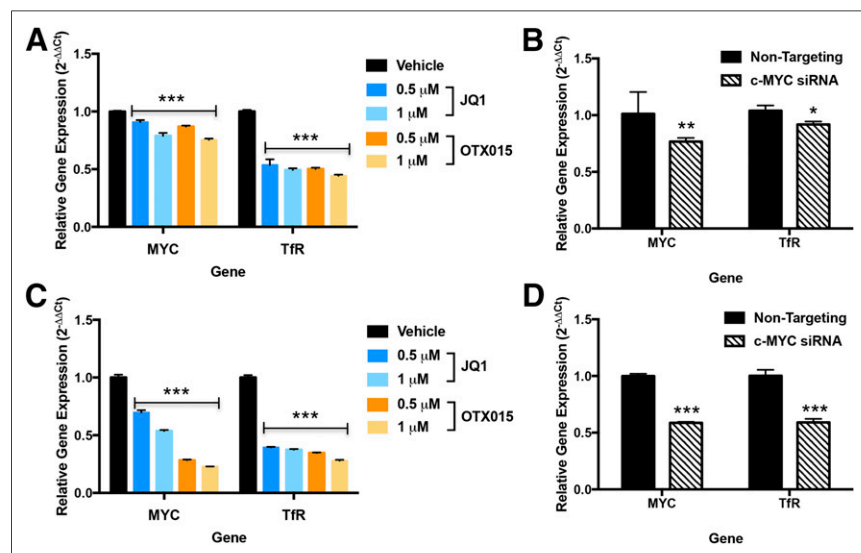 A
Relative Gene Expression (2-ΔΔCt)
1.5
1.0
0.5
0.0
***
***
MYC
TfR
Gene
Vehicle
0.5 μM
1 μM
JQ1
0.5 μM
1 μM
OTX015
B
Relative Gene Expression (2-ΔΔCt)
1.5
1.0
0.5
0.0
**
*
MYC
TfR
Gene
Non-Targeting
c-MYC siRNA
C
Relative Gene Expression (2-ΔΔCt)
1.5
1.0
0.5
0.0
***
***
MYC
TfR
Gene
Vehicle
0.5 μM
1 μM
JQ1
0.5 μM
1 μM
OTX015
D
Relative Gene Expression (2-ΔΔCt)
1.5
1.0
0.5
0.0
***
***
MYC
TfR
Gene
Non-Targeting
c-MYC siRNA